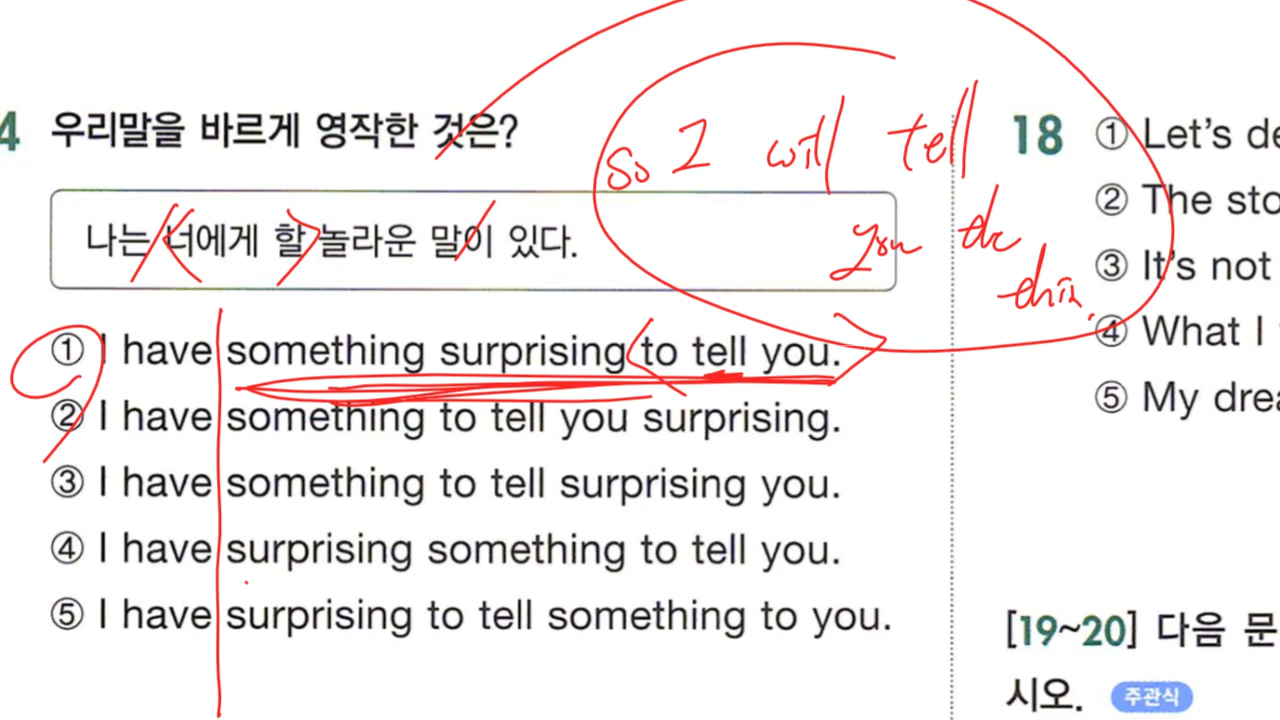 4 우리말을 바르게 영작한 것은?
나는 너에게 할 놀라운 말이 있다.
① I have something surprising to tell you.
② I have something to tell you surprising.
③ I have something to tell surprising you.
④ I have surprising something to tell you.
⑤ I have surprising to tell something to you.
so I will tell
you
18 ① Let's de
② The sto
③ It's not
④ What I
⑤ My drea
[19~20] 다음 문
시오. 주관식